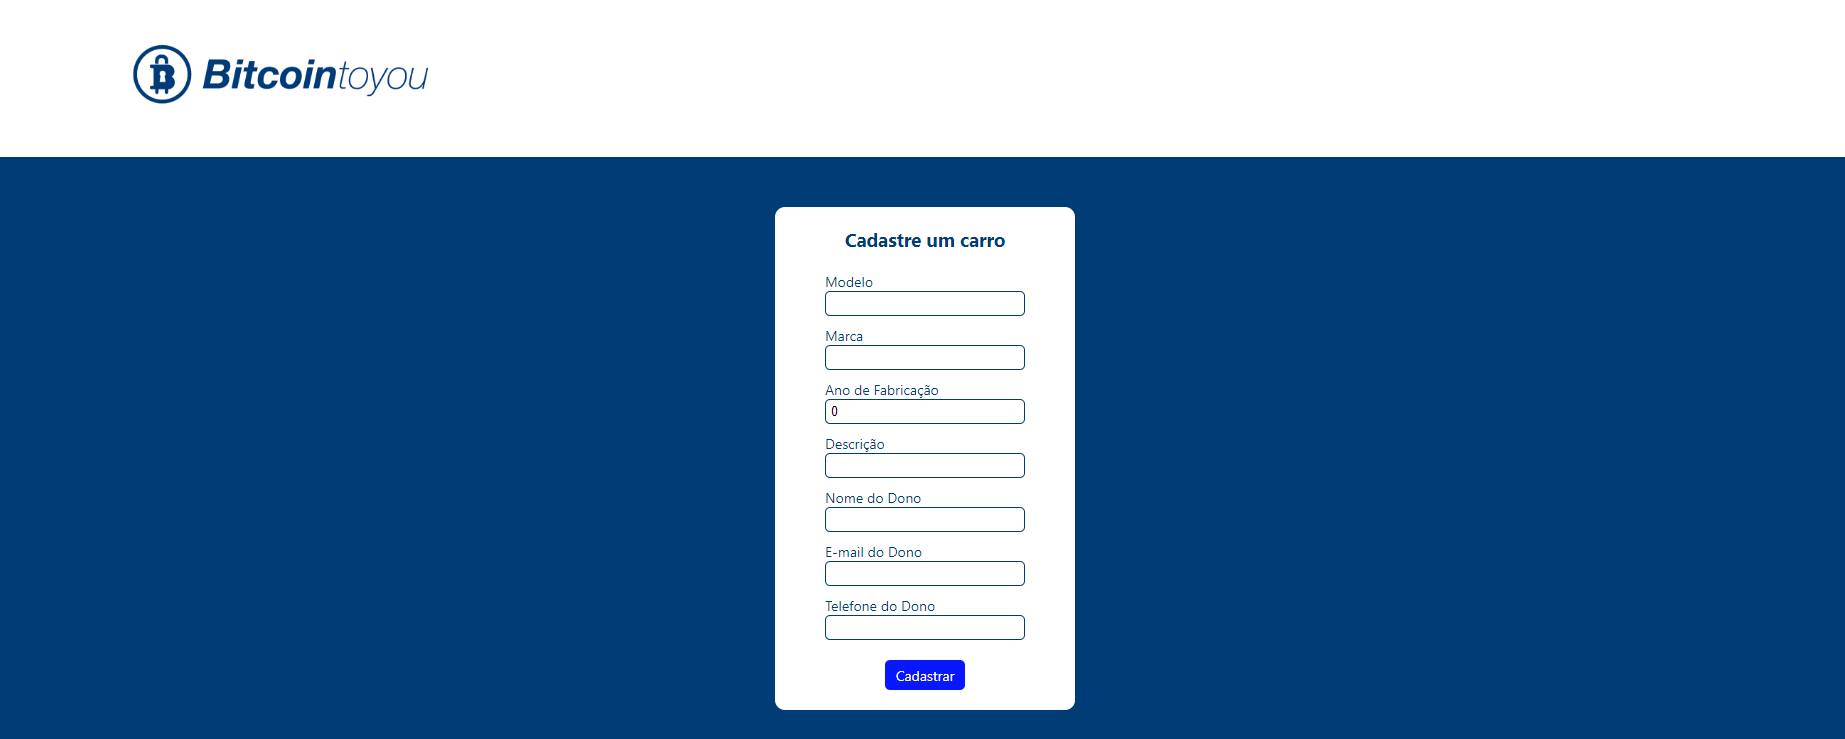 Bitcointoyou
Cadastre um carro
Modelo
Marca
Ano de Fabricação
0
Descrição
Nome do Dono
E-mail do Dono
Telefone do Dono
Cadastrar